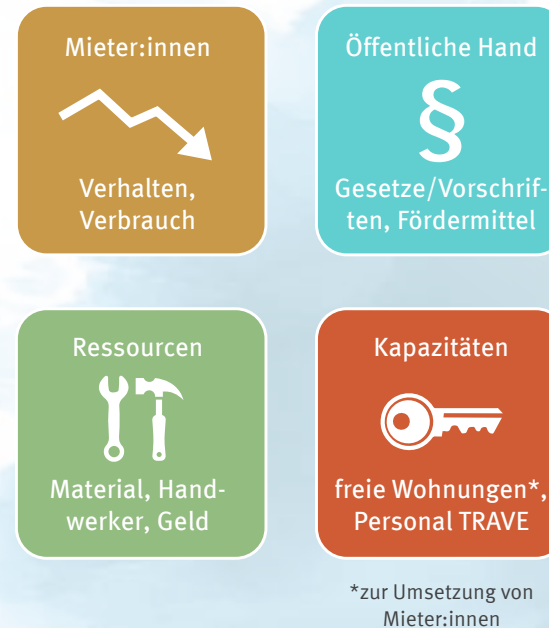 Mieter:innen
Verhalten,
Verbrauch
Öffentliche Hand
§
Gesetze/Vorschrif-
ten, Fördermittel
Ressourcen
Material, Hand-
werker, Geld
Kapazitäten
freie Wohnungen*,
Personal TRAVE
*zur Umsetzung von
Mieter:innen